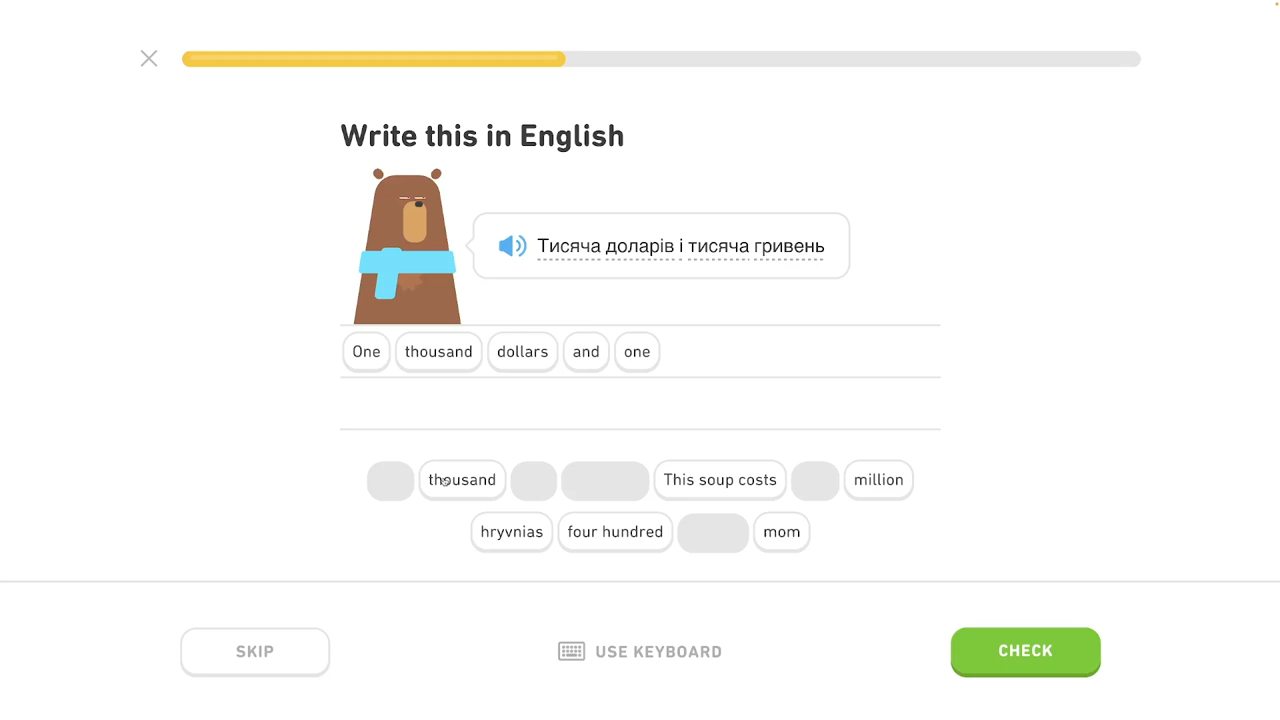 Write this in English
Тисяча доларів і тисяча гривень
One thousand dollars and one
thousand This soup costs million
hryvnias four hundred mom
SKIP USE KEYBOARD CHECK